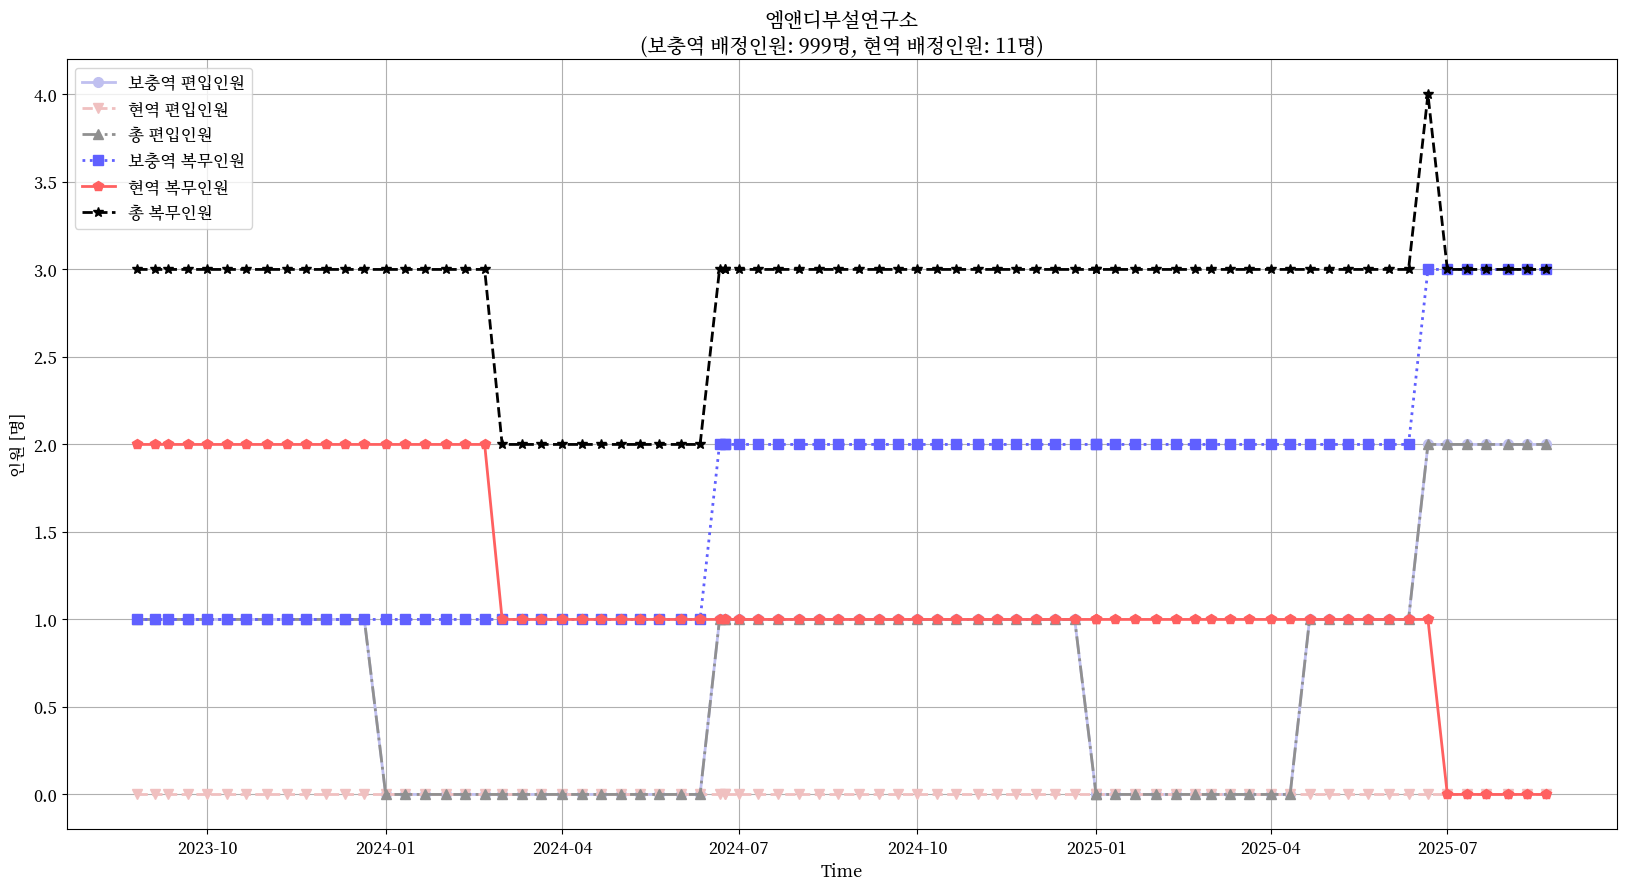 엠앤디부설연구소
(보충역 배정인원: 999명, 현역 배정인원: 11명)
보충역 편입인원
현역 편입인원
총 편입인원
보충역 복무인원
현역 복무인원
총 복무인원
인원 [명]
4.0
3.5
3.0
2.5
2.0
1.5
1.0
0.5
0.0
2023-10
2024-01
2024-04
2024-07
2024-10
2025-01
2025-04
2025-07
Time